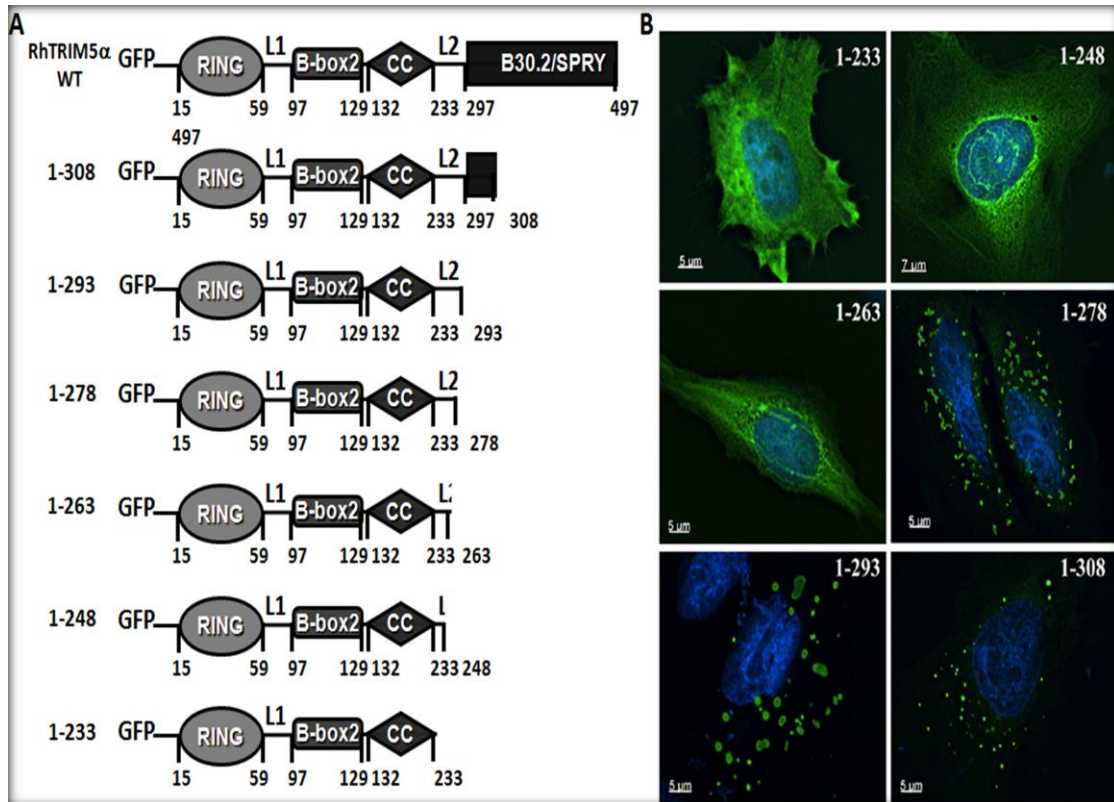 A
RhTRIM5α WT GFP RING L1 B-box2 CC L2 B30.2/SPRY
15 59 97 129 132 233 297 497
497
1-308 GFP RING L1 B-box2 CC L2
15 59 97 129 132 233 297 308
1-293 GFP RING L1 B-box2 CC L2
15 59 97 129 132 233 293
1-278 GFP RING L1 B-box2 CC L2
15 59 97 129 132 233 278
1-263 GFP RING L1 B-box2 CC
15 59 97 129 132 233 263
1-248 GFP RING L1 B-box2 CC
15 59 97 129 132 233 248
1-233 GFP RING L1 B-box2 CC
15 59 97 129 132 233
B
1-233
5 µm
1-248
7 µm
1-263
5 µm
1-278
5 µm
1-293
5 µm
1-308
5 µm